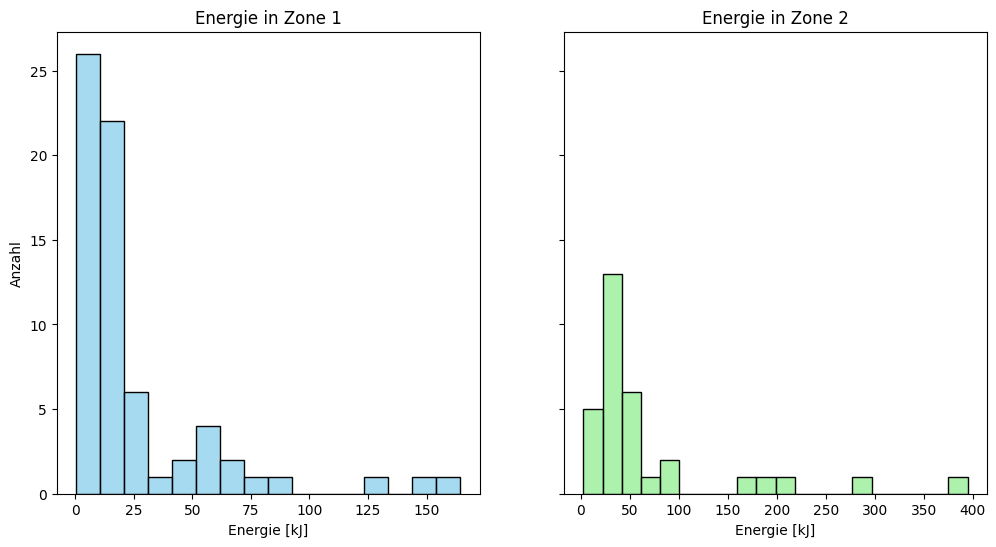 Energie in Zone 1
25
20
15
10
5
0
Anzahl
0 25 50 75 100 125 150
Energie [kJ]
Energie in Zone 2
0 50 100 150 200 250 300 350 400
Energie [kJ]